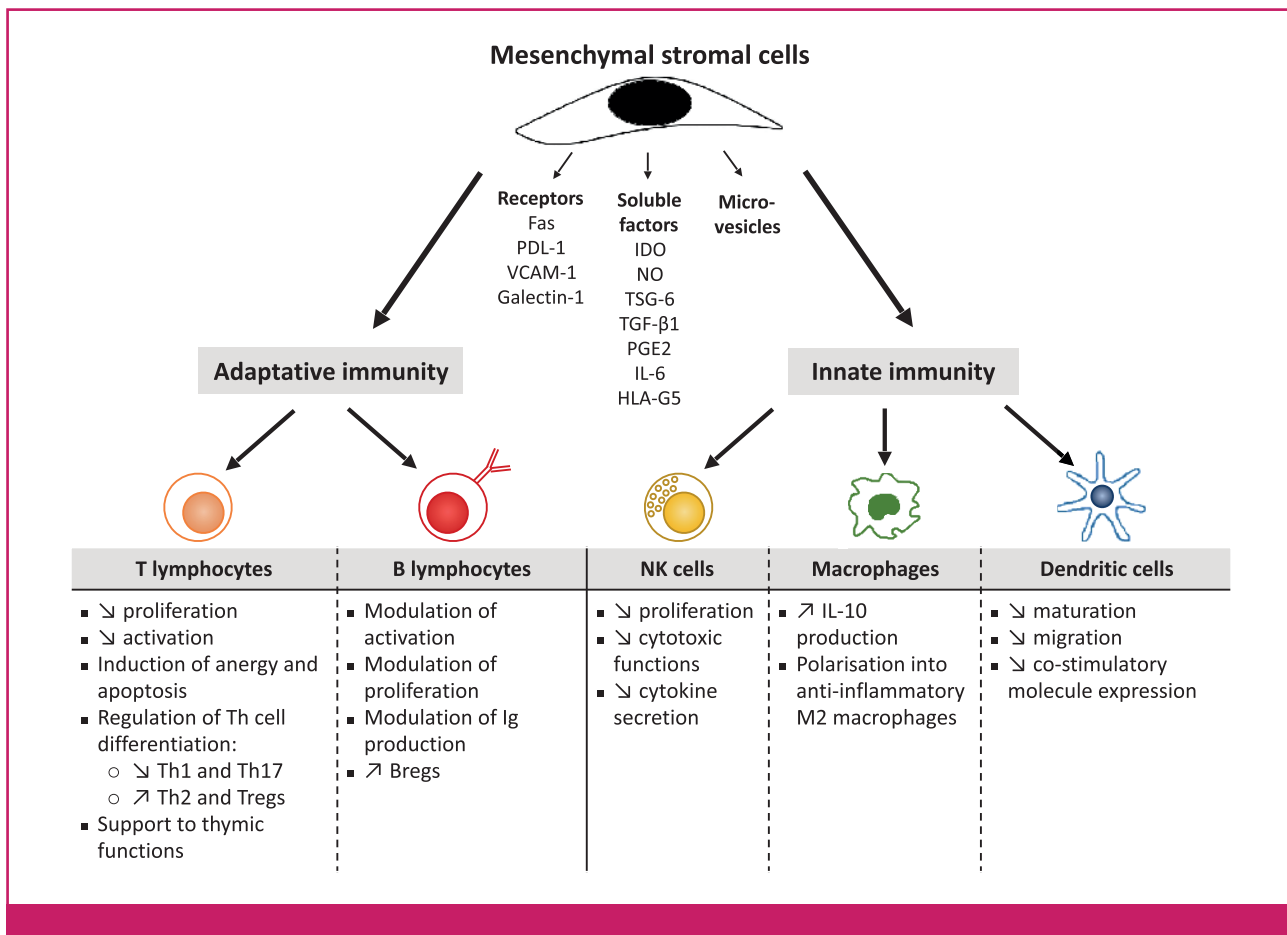 Mesenchymal stromal cells
Receptors
Fas
PDL-1
VCAM-1
Galectin-1
Soluble
factors
IDO
NO
TSG-6
TGF-β1
PGE2
IL-6
HLA-G5
Micro-
vesicles
Adaptative immunity
Innate immunity
T lymphocytes
▪ ↘ proliferation
▪ ↘ activation
▪ Induction of anergy and
apoptosis
▪ Regulation of Th cell
differentiation:
○ ↘ Th1 and Th17
○ ↗ Th2 and Tregs
▪ Support to thymic
functions
B lymphocytes
▪ Modulation of
activation
▪ Modulation of
proliferation
▪ Modulation of Ig
production
▪ ↗ Bregs
NK cells
▪ ↘ proliferation
▪ ↘ cytotoxic
functions
▪ ↘ cytokine
secretion
Macrophages
▪ ↗ IL-10
production
▪ Polarisation into
anti-inflammatory
M2 macrophages
Dendritic cells
▪ ↘ maturation
▪ ↘ migration
▪ ↘ co-stimulatory
molecule expression